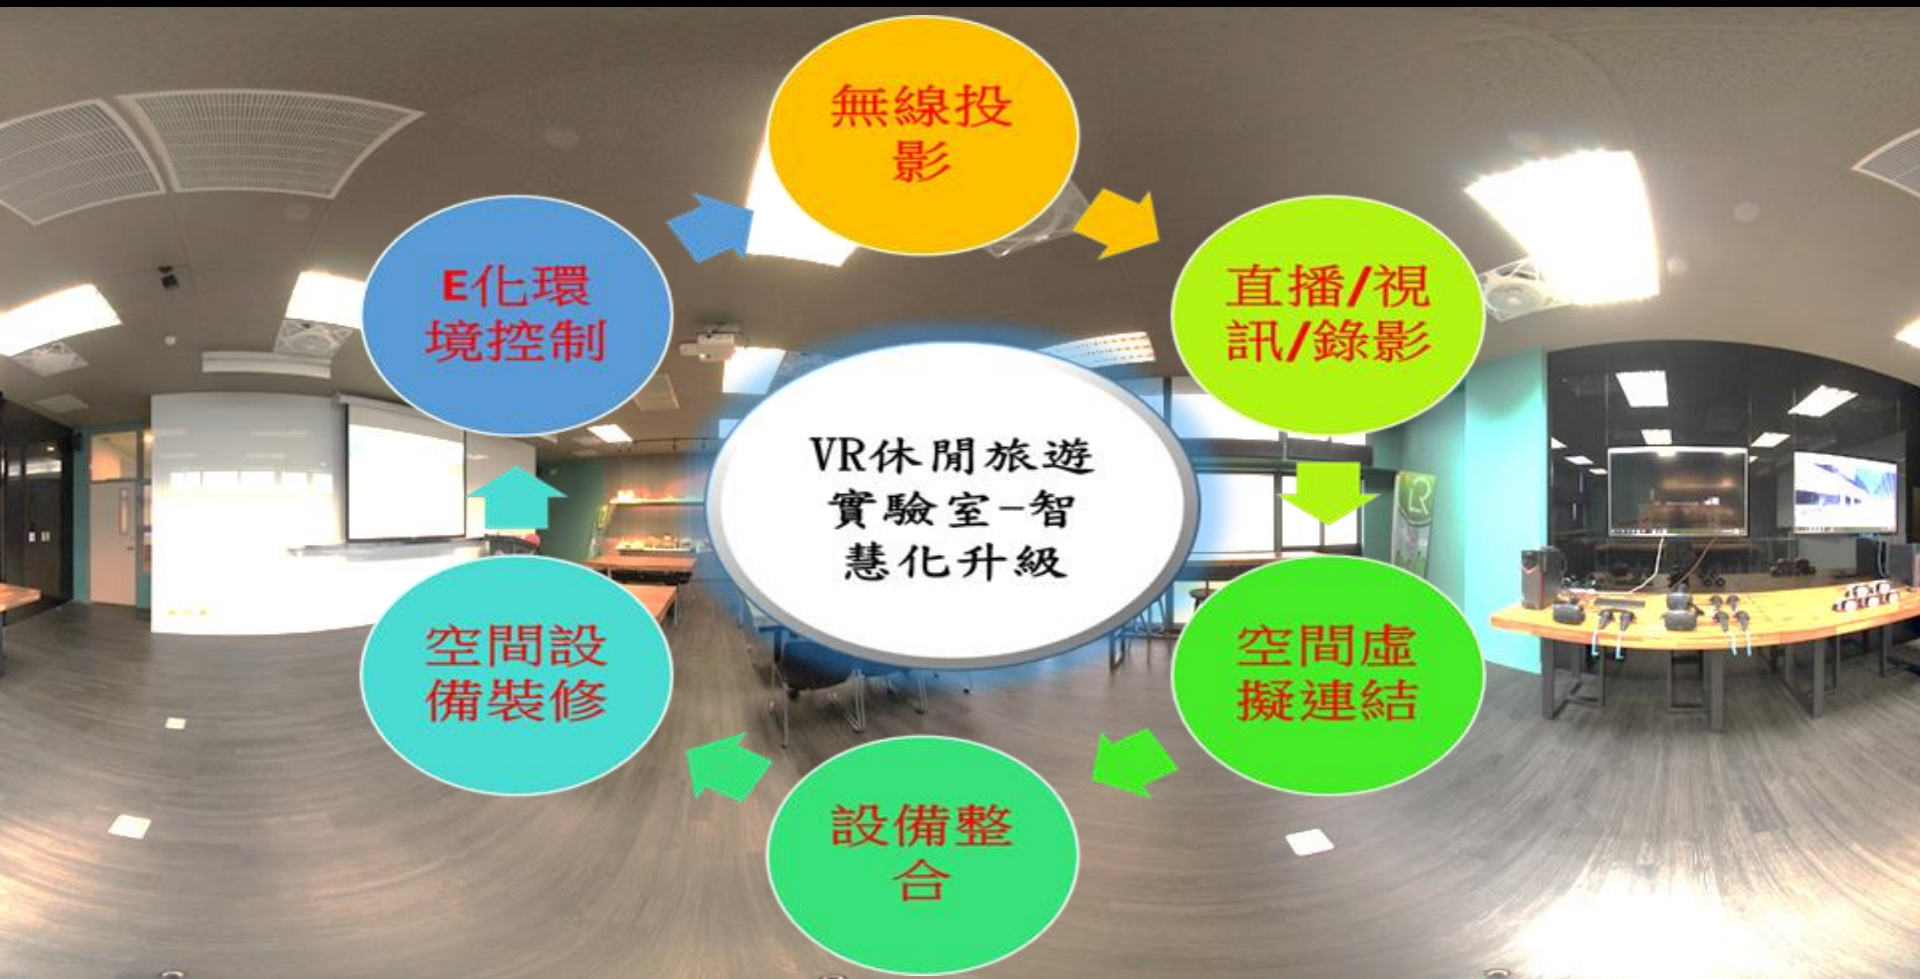 無線投
影
直播/視
訊/錄影
空間虛
擬連結
設備整
合
空間設
備裝修
E化環
境控制
VR休閒旅遊
實驗室-智
慧化升級
LR